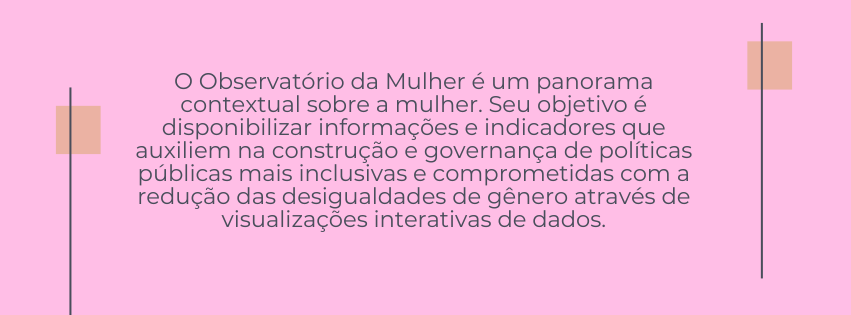 O Observatório da Mulher é um panorama
contextual sobre a mulher. Seu objetivo é
disponibilizar informações e indicadores que
auxiliem na construção e governança de políticas
públicas mais inclusivas e comprometidas com a
redução das desigualdades de gênero através de
visualizações interativas de dados.